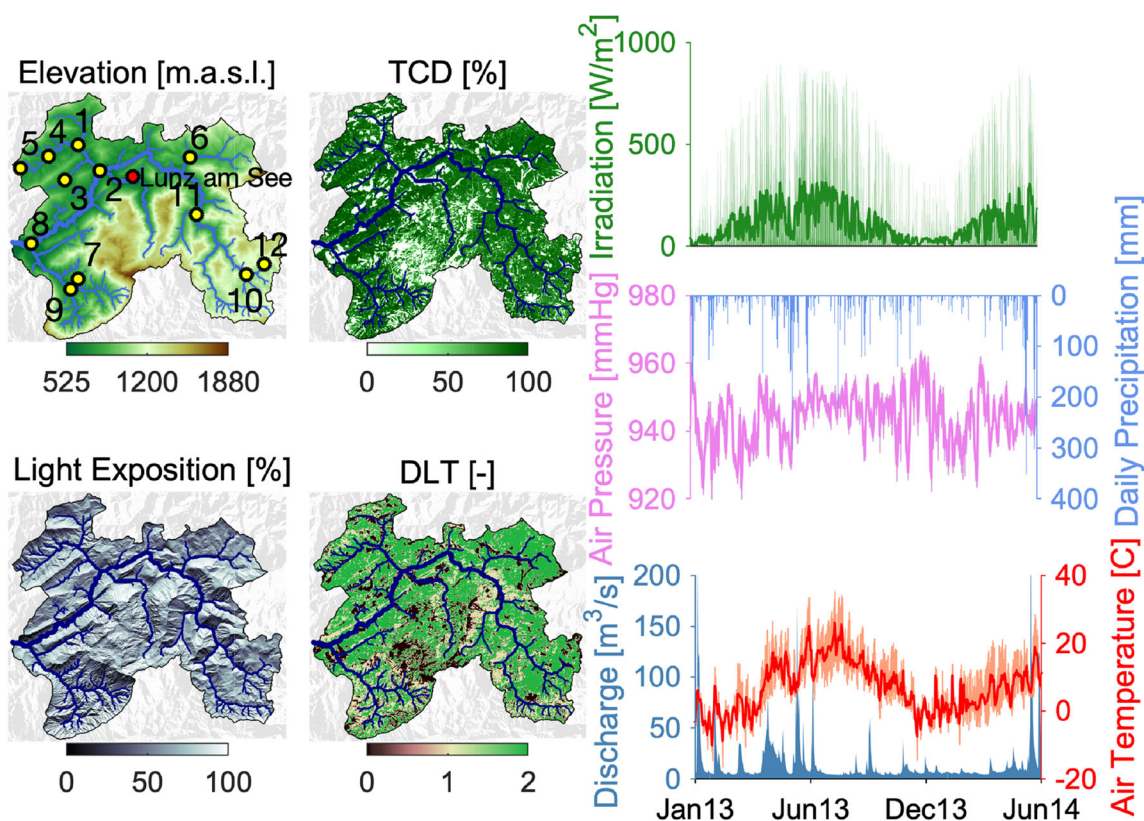 Elevation [m.a.s.l.]
1
4
5
6
2
Lunz am See
3
11
8
7
12
9
10
525 1200 1880
TCD [%]
0 50 100
Light Exposition [%]
0 50 100
DLT [-]
0 1 2
Irradiation [W/m²]
1000
500
0
Air Pressure [mmHg]
980
960
940
920
Daily Precipitation [mm]
0
100
200
300
400
Discharge [m³/s]
200
150
100
50
0
Air Temperature [C]
40
20
0
-20
Jan13 Jun13 Dec13 Jun14